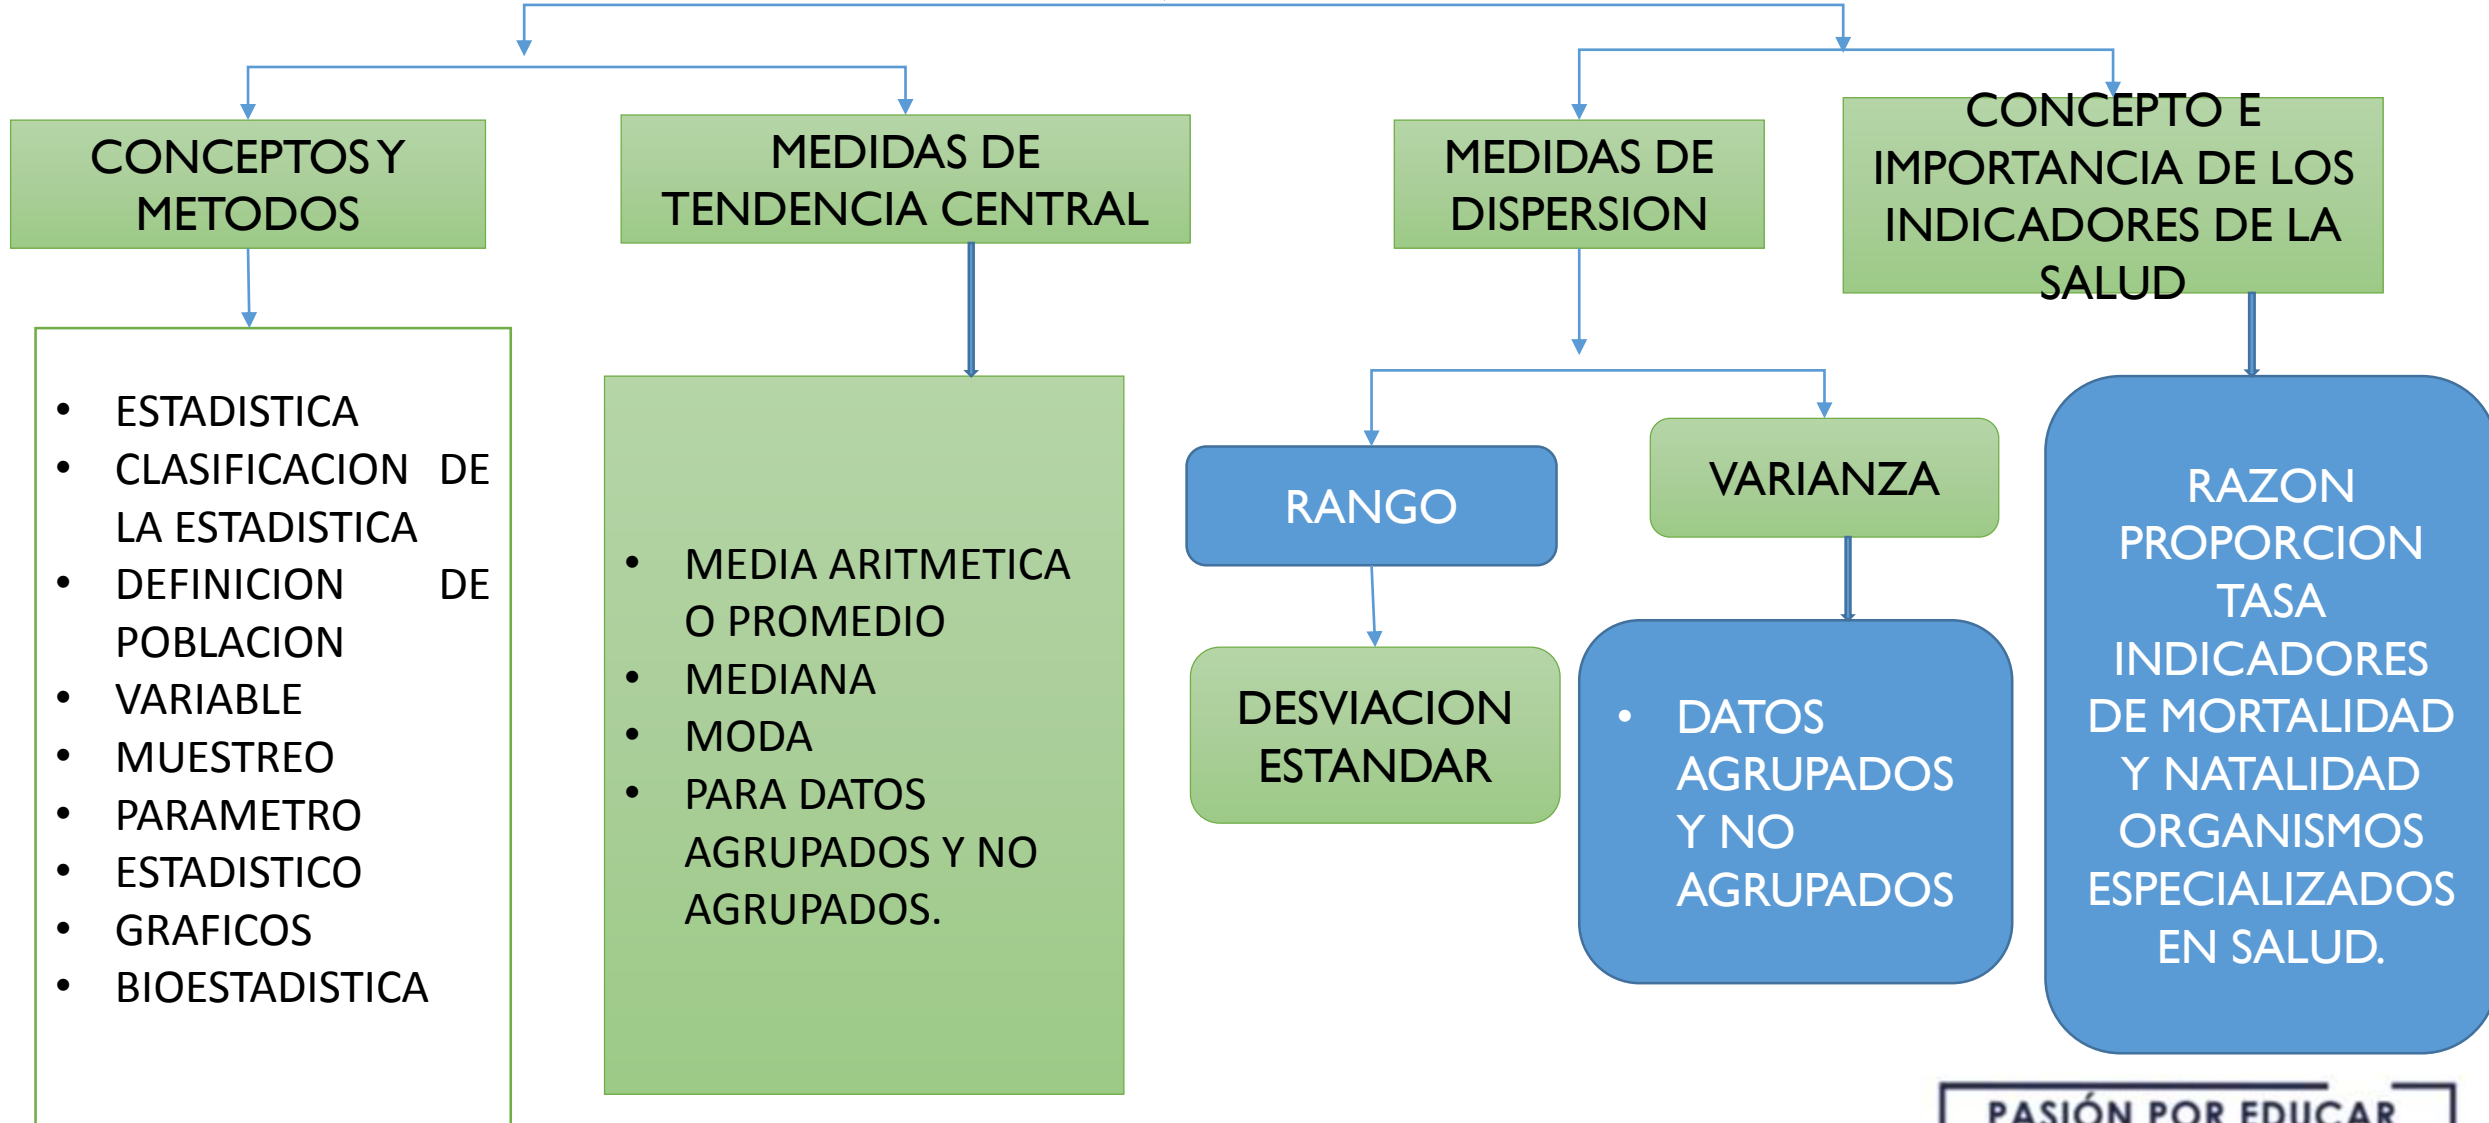 CONCEPTOS Y
METODOS
MEDIDAS DE
TENDENCIA CENTRAL
MEDIDAS DE
DISPERSION
CONCEPTO E
IMPORTANCIA DE LOS
INDICADORES DE LA
SALUD
• ESTADISTICA
• CLASIFICACION DE
LA ESTADISTICA
• DEFINICION DE
POBLACION
• VARIABLE
• MUESTREO
• PARAMETRO
• ESTADISTICO
• GRAFICOS
• BIOESTADISTICA
• MEDIA ARITMETICA
O PROMEDIO
• MEDIANA
• MODA
• PARA DATOS
AGRUPADOS Y NO
AGRUPADOS.
RANGO
DESVIACION
ESTANDAR
VARIANZA
• DATOS
AGRUPADOS
Y NO
AGRUPADOS
RAZON
PROPORCION
TASA
INDICADORES
DE MORTALIDAD
Y NATALIDAD
ORGANISMOS
ESPECIALIZADOS
EN SALUD.
PASIÓN POR EDUCAR